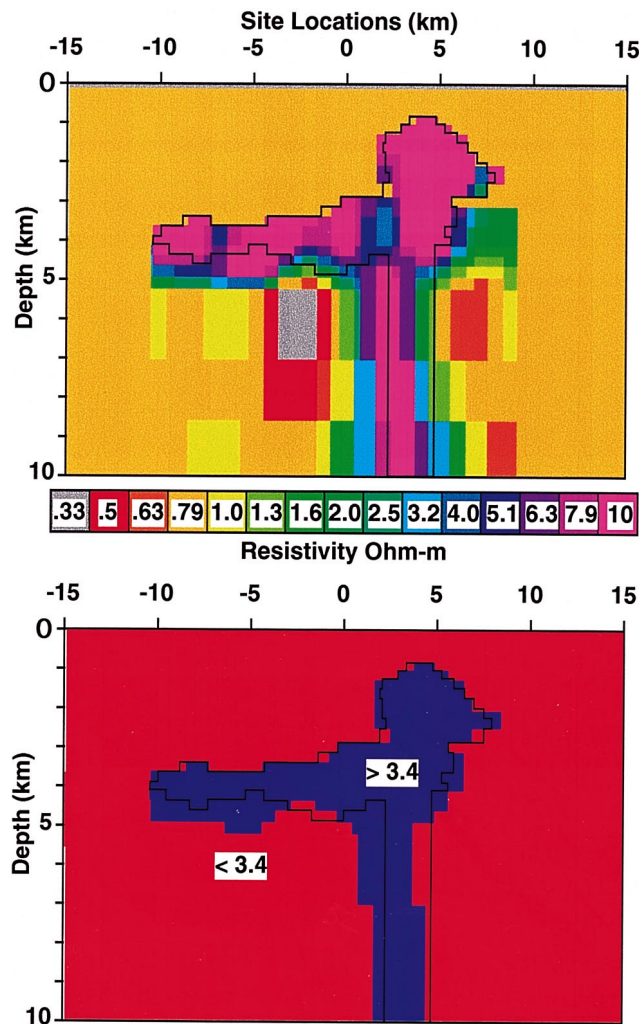 Site Locations (km)
-15 -10 -5 0 5 10 15
0
5
10
Depth (km)
.33 .5 .63 .79 1.0 1.3 1.6 2.0 2.5 3.2 4.0 5.1 6.3 7.9 10
Resistivity Ohm-m
-15 -10 -5 0 5 10 15
0
5
10
Depth (km)
> 3.4
< 3.4